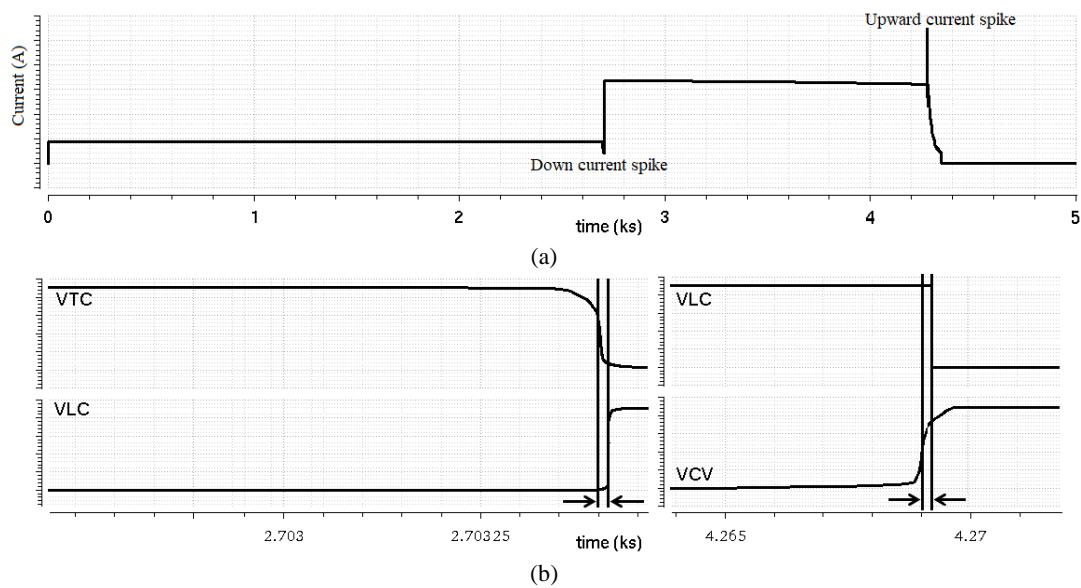 Upward current spike
Current (A)
Down current spike
0 1 2 3 4 5
time (ks)
(a)
VTC
VLC
VLC
VCV
2.703 2.70325 4.265 4.27
time (ks)
(b)